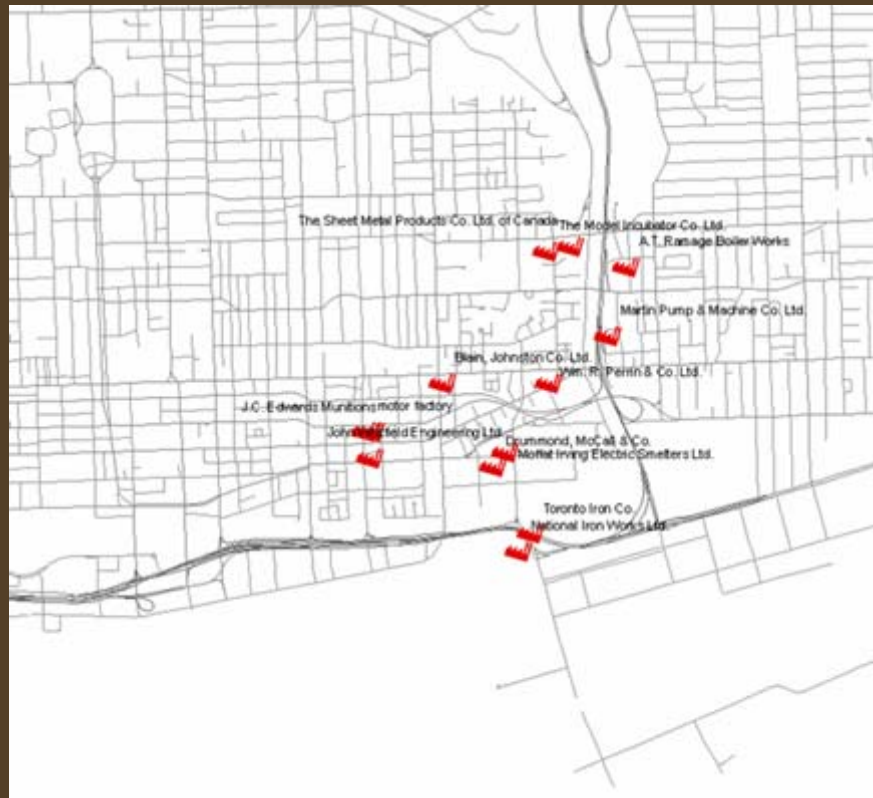 The Sheet Metal Products Co. Ltd. of Canada
The Model Incubator Co. Ltd.
A.T. Ramage Boiler Works
Martin Pump & Machine Co. Ltd.
Blain, Johnston Co. Ltd.
Wm. R. Perrin & Co. Ltd.
J.C. Edwards Munitions
motor factory
John Engineering Ltd.
Drummond, McCall & Co.
Moffat Irving Electric Smelters Ltd.
Toronto Iron Co.
National Iron Works Ltd.